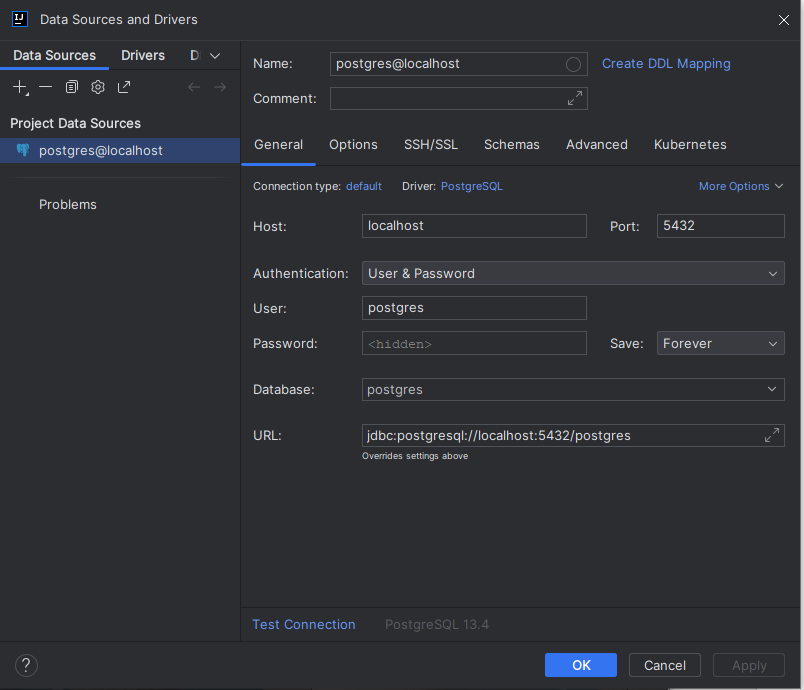 Data Sources and Drivers
Data Sources Drivers D
Project Data Sources
postgres@localhost
Problems
Name: postgres@localhost Create DDL Mapping
Comment:
General Options SSH/SSL Schemas Advanced Kubernetes
Connection type: default Driver: PostgreSQL More Options
Host: localhost Port: 5432
Authentication: User & Password
User: postgres
Password: <hidden> Save: Forever
Database: postgres
URL: jdbc:postgresql://localhost:5432/postgres
Overrides settings above
Test Connection PostgreSQL 13.4
? OK Cancel Apply